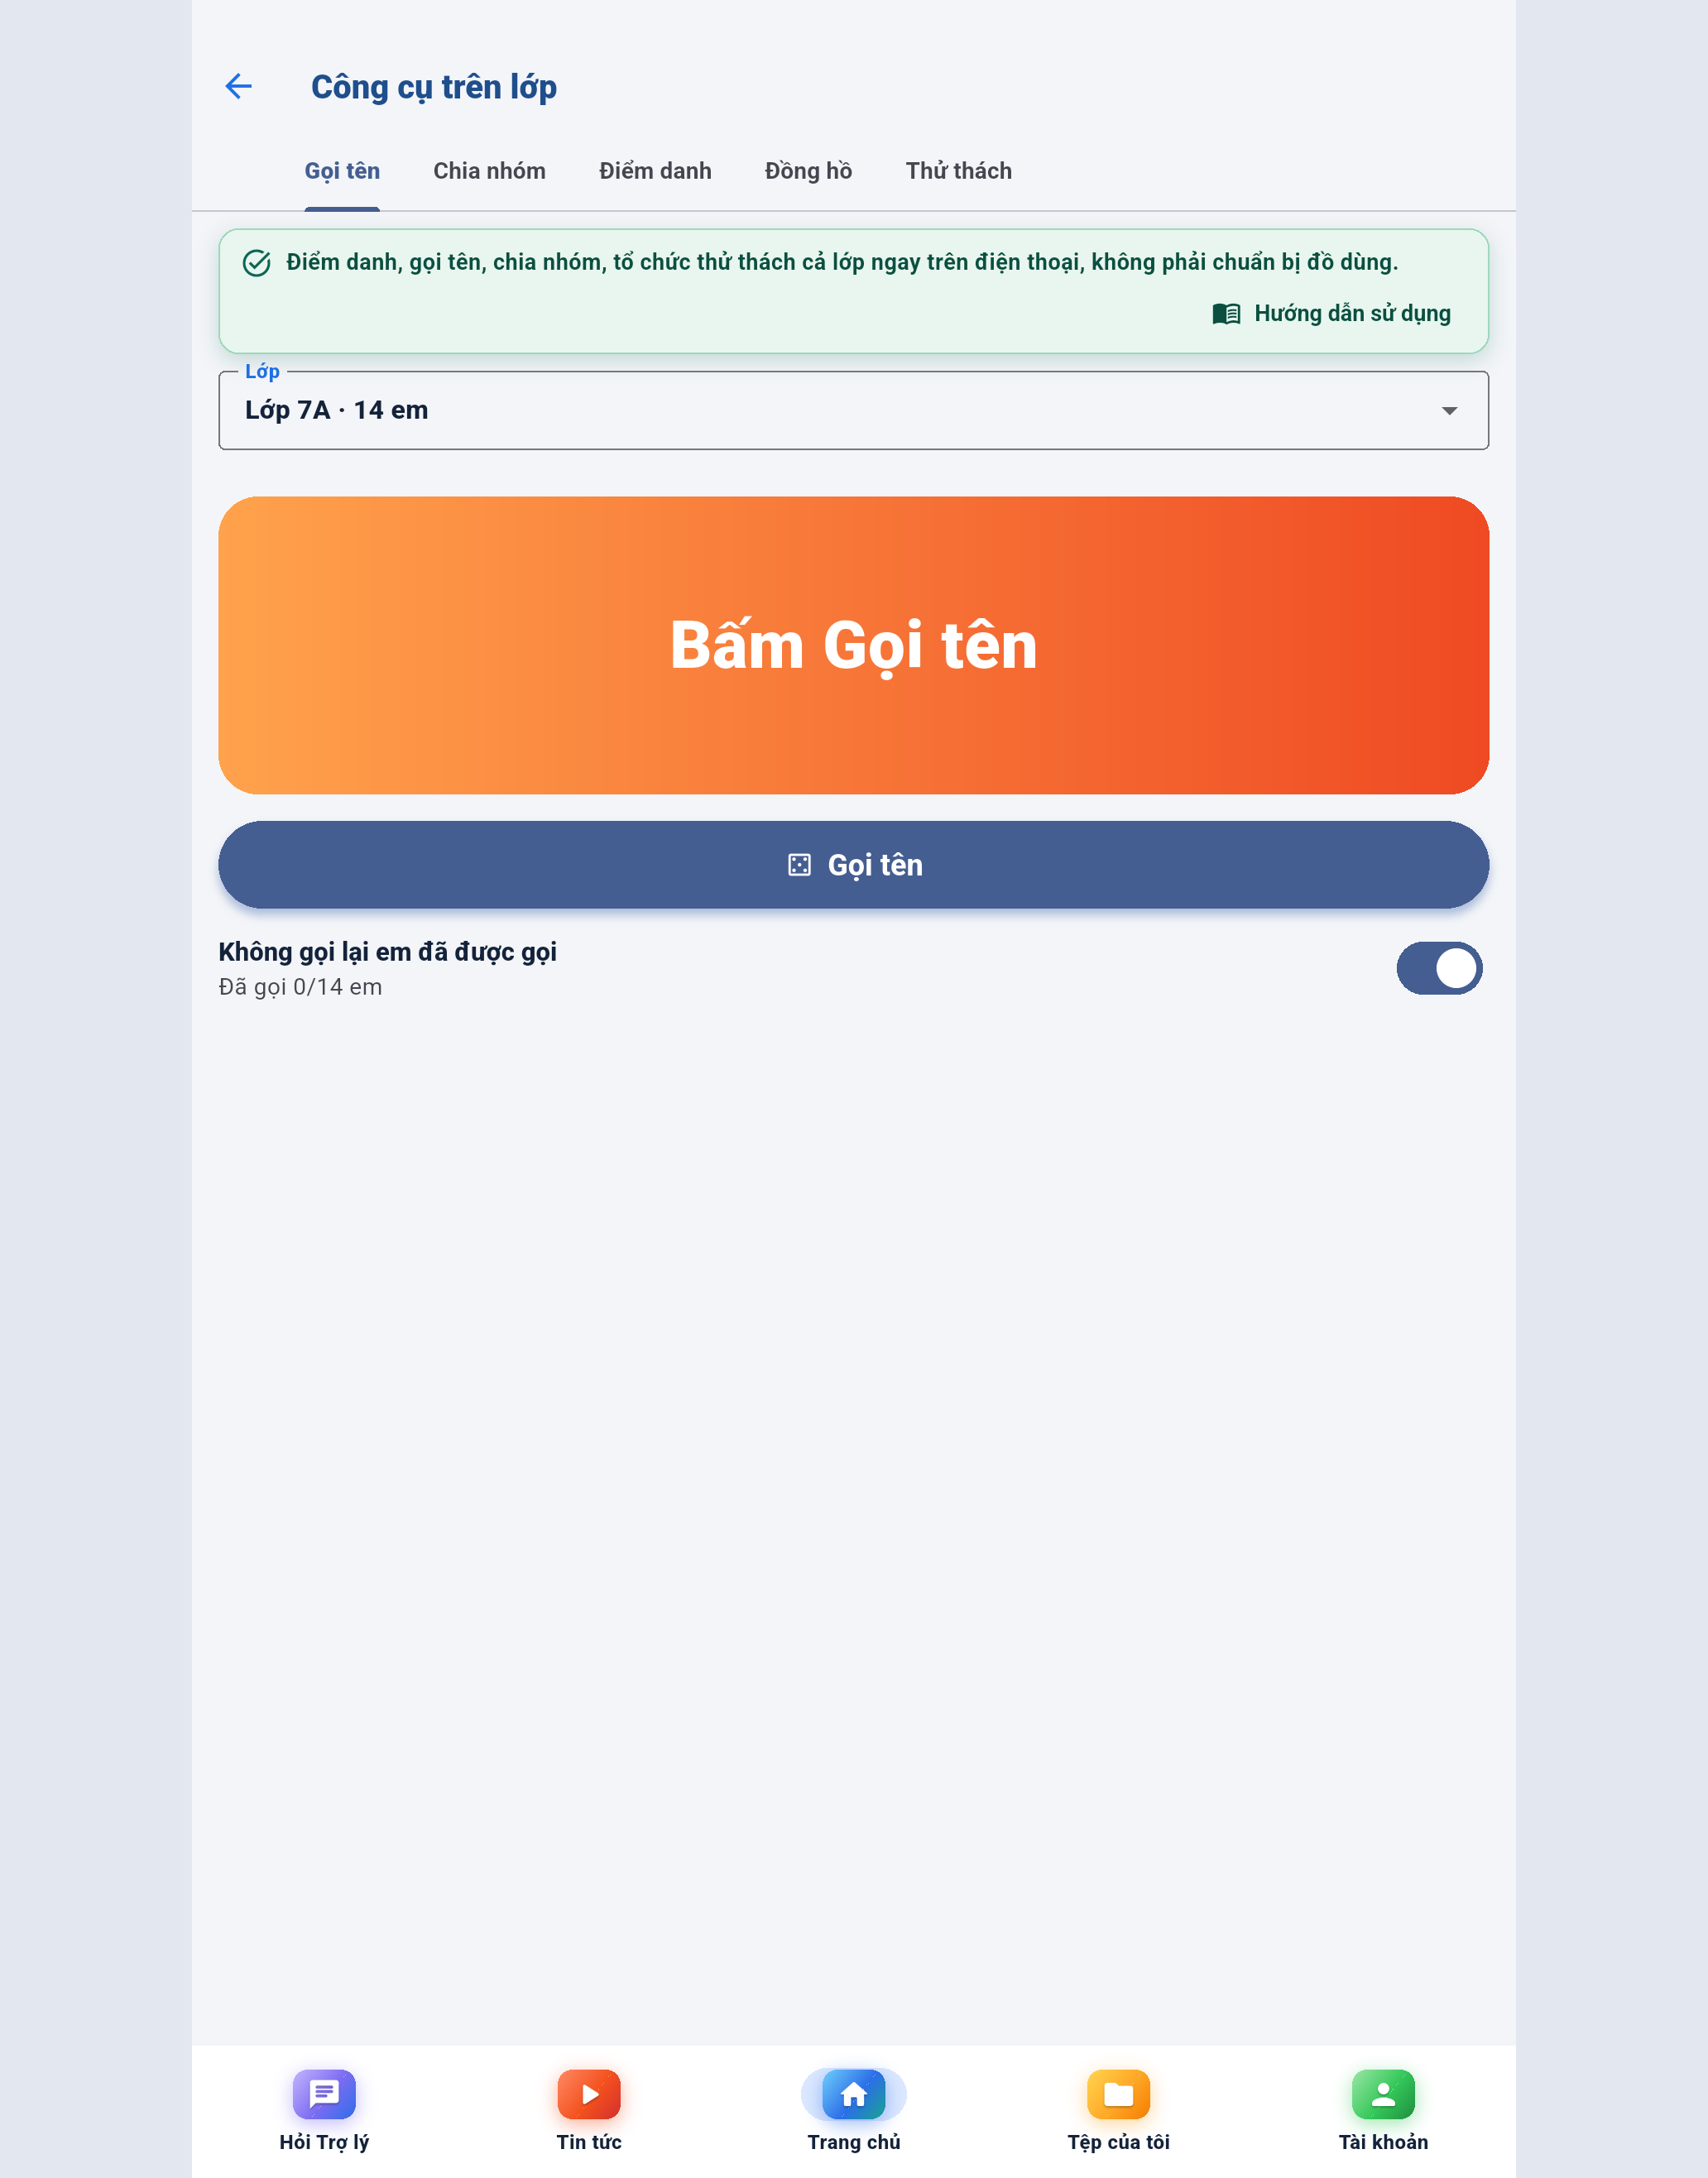 Công cụ trên lớp
Gọi tên
Chia nhóm
Điểm danh
Đồng hồ
Thử thách
Điểm danh, gọi tên, chia nhóm, tổ chức thử thách cả lớp ngay trên điện thoại, không phải chuẩn bị đồ dùng.
Hướng dẫn sử dụng
Lớp
Lớp 7A · 14 em
Bấm Gọi tên
Gọi tên
Không gọi lại em đã được gọi
Đã gọi 0/14 em
Hỏi Trợ lý
Tin tức
Trang chủ
Tệp của tôi
Tài khoản